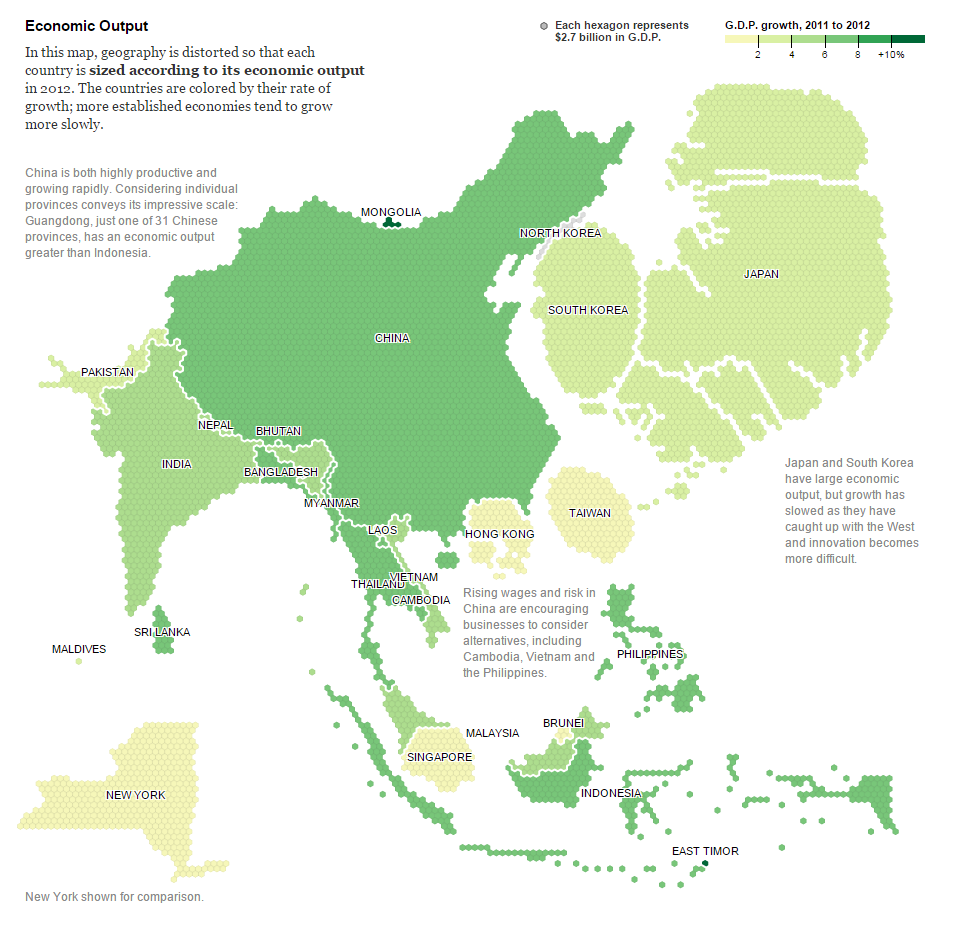 Economic Output
In this map, geography is distorted so that each
country is sized according to its economic output
in 2012. The countries are colored by their rate of
growth; more established economies tend to grow
more slowly.
Each hexagon represents
$2.7 billion in G.D.P.
G.D.P. growth, 2011 to 2012
2 4 6 8 +10%
China is both highly productive and
growing rapidly. Considering individual
provinces conveys its impressive scale:
Guangdong, just one of 31 Chinese
provinces, has an economic output
greater than Indonesia.
MONGOLIA
NORTH KOREA
JAPAN
SOUTH KOREA
CHINA
PAKISTAN
NEPAL
BHUTAN
INDIA
BANGLADESH
MYANMAR
LAOS
HONG KONG
TAIWAN
Japan and South Korea
have large economic
output, but growth has
slowed as they have
caught up with the West
and innovation becomes
more difficult.
VIETNAM
THAILAND
CAMBODIA
Rising wages and risk in
China are encouraging
businesses to consider
alternatives, including
Cambodia, Vietnam and
the Philippines.
SRI LANKA
MALDIVES
PHILIPPINES
BRUNEI
MALAYSIA
SINGAPORE
INDONESIA
NEW YORK
EAST TIMOR
New York shown for comparison.